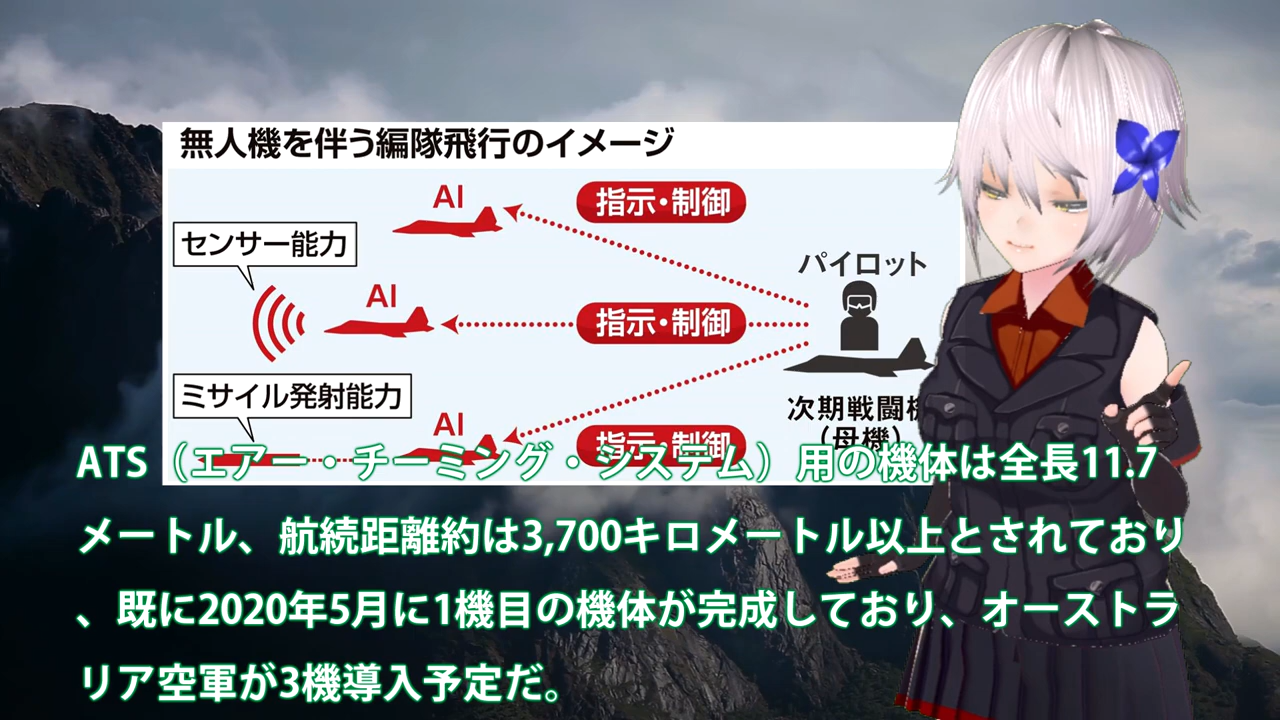 無人機を伴う編隊飛行のイメージ
AI
指示・制御
センサー能力
パイロット
AI
指示・制御
ミサイル発射能力
AI
次期戦闘機
(母機)
指示・制御
ATS（エアー・チーミング・システム）用の機体は全長11.7
メートル、航続距離約は3,700キロメートル以上とされており
、既に2020年5月に1機目の機体が完成しており、オーストラ
リア空軍が3機導入予定だ。